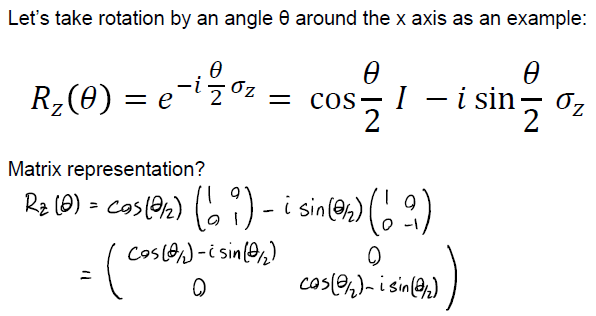 Let's take rotation by an angle θ around the x axis as an example:
R_z(θ) = e^{-i θ/2 σ_z} = cos θ/2 I − i sin θ/2 σ_z
Matrix representation?
R_z(θ) = cos(θ/2) (1 0; 0 1) − i sin(θ/2) (1 0; 0 −1)
= (cos(θ/2) − i sin(θ/2) 0; 0 cos(θ/2) − i sin(θ/2))